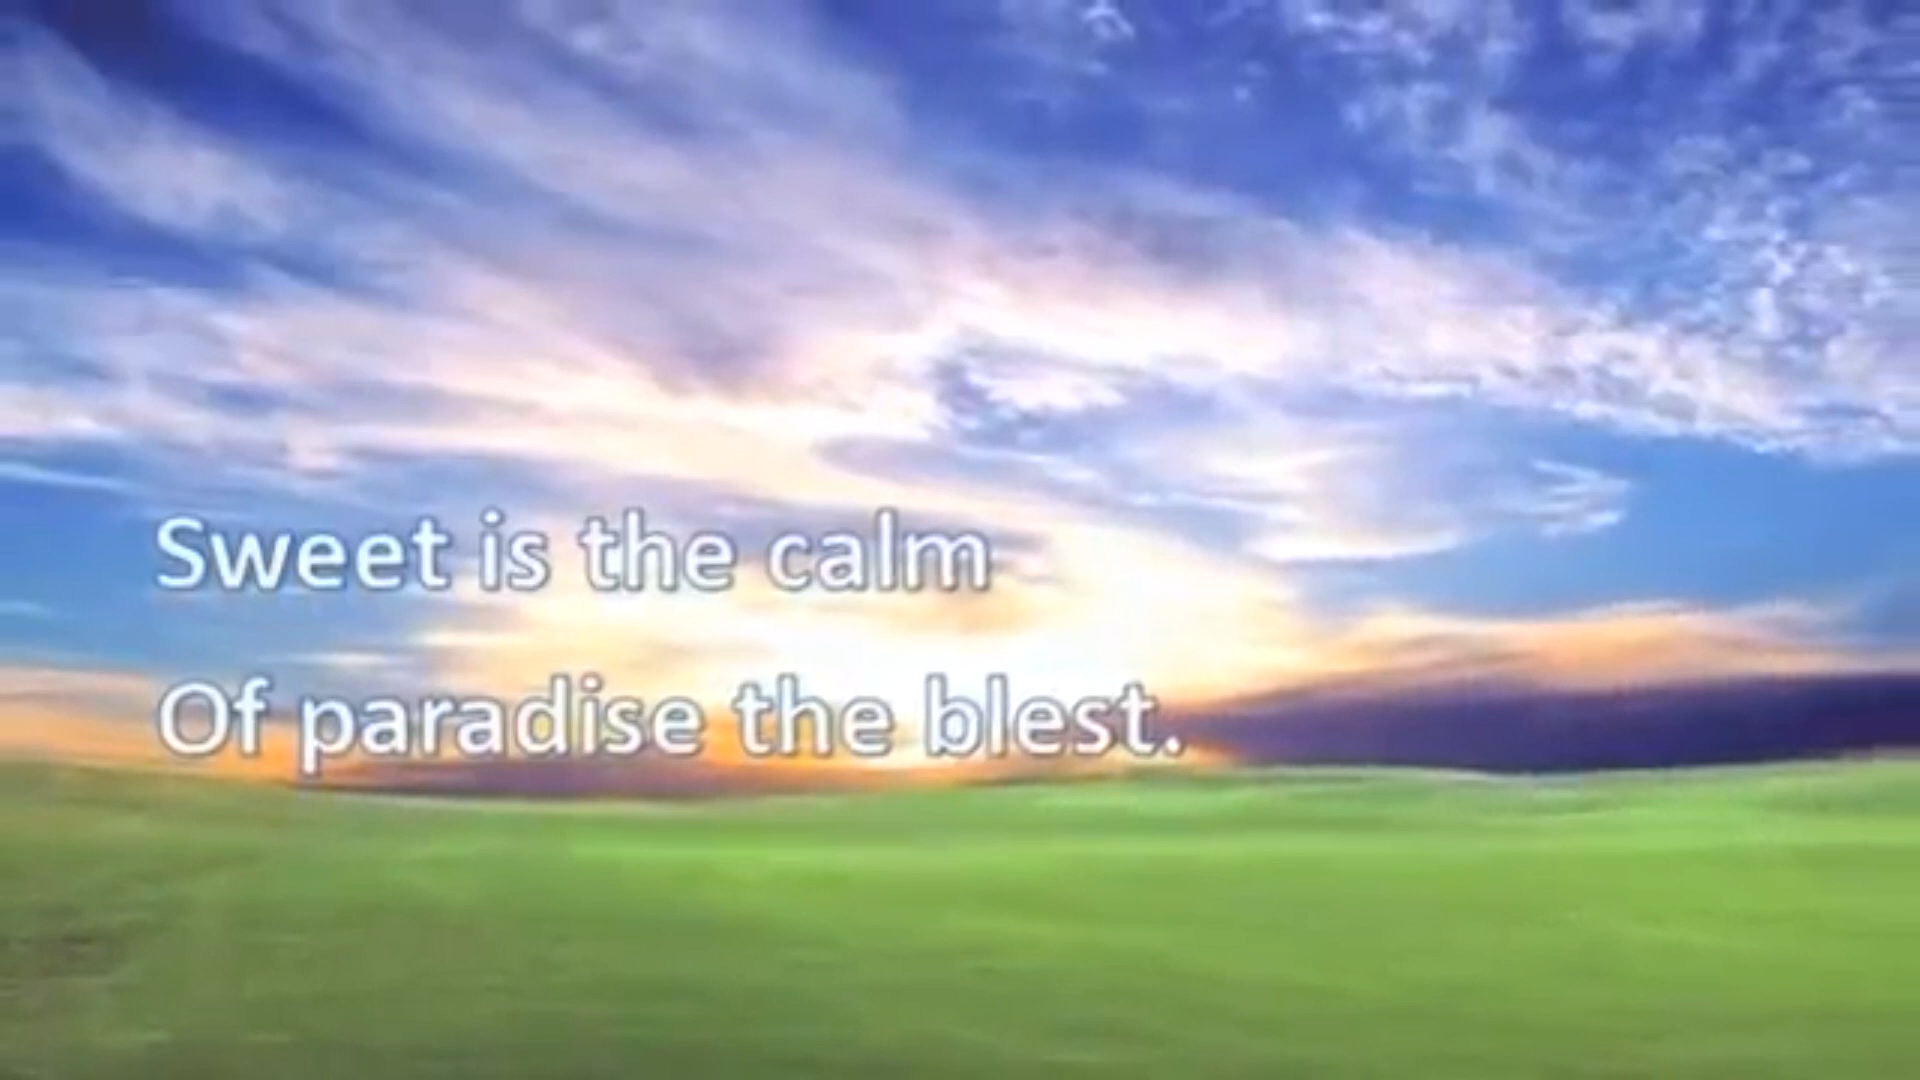 Sweet is the calm
Of paradise the blest.